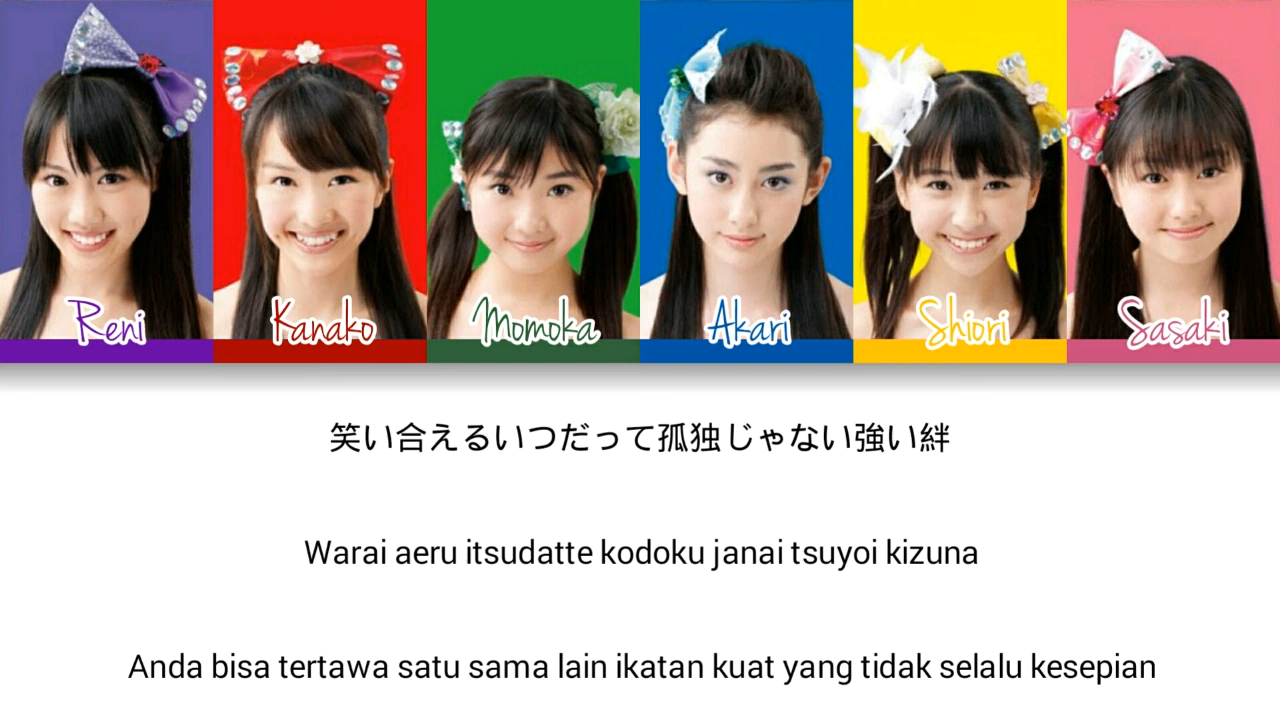 Reni Kanako Momoka Akari Shiori Sasaki
笑い合えるいつだって孤独じゃない強い絆
Warai aeru itsudatte kodoku janai tsuyoi kizuna
Anda bisa tertawa satu sama lain ikatan kuat yang tidak selalu kesepian